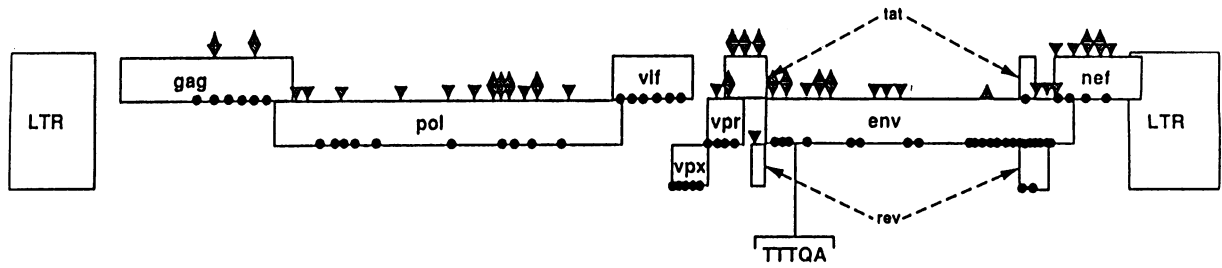 tat
gag
vif
nef
LTR
pol
vpr
env
LTR
vpx
rev
TTTQA